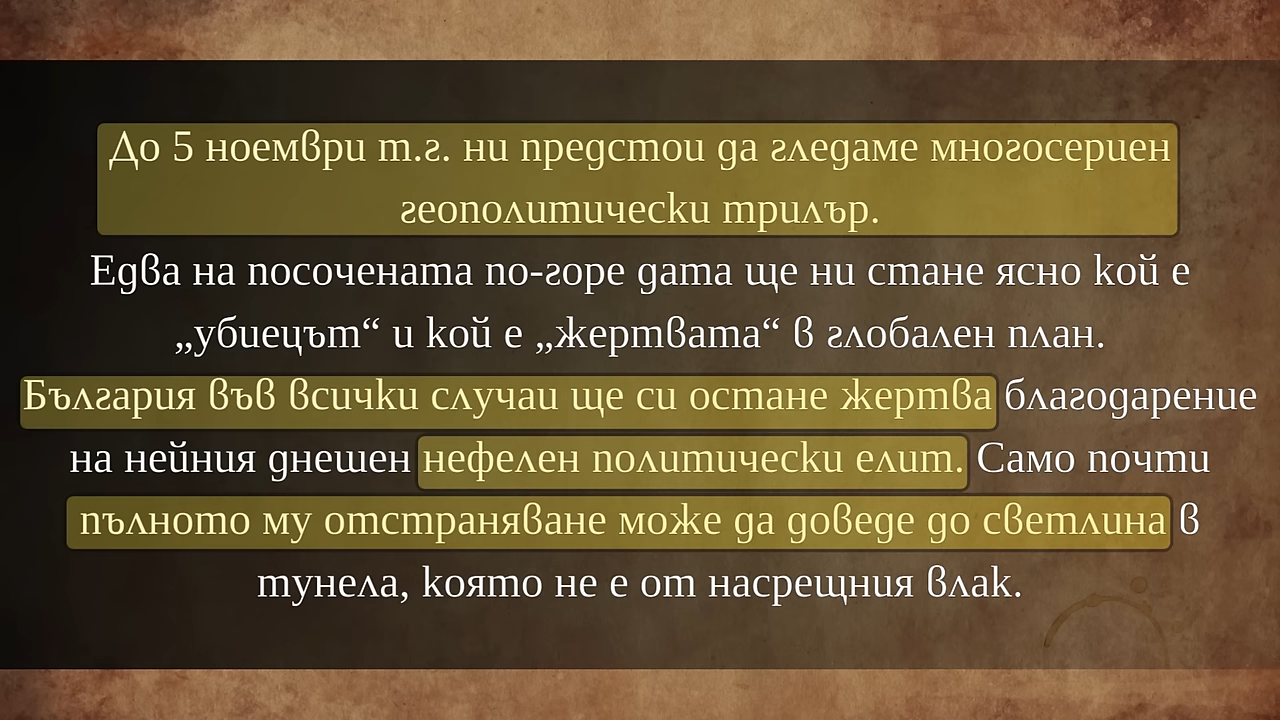 До 5 ноември т.г. ни предстои да гледаме многосериен
геополитически трилър.
Едва на посочената по-горе дата ще ни стане ясно кой е
„убиецът“ и кой е „жертвата“ в глобален план.
България във всички случаи ще си остане жертва благодарение
на нейния днешен нефелен политически елит. Само почти
пълното му отстраняване може да доведе до светлина в
тунела, която не е от насрещния влак.